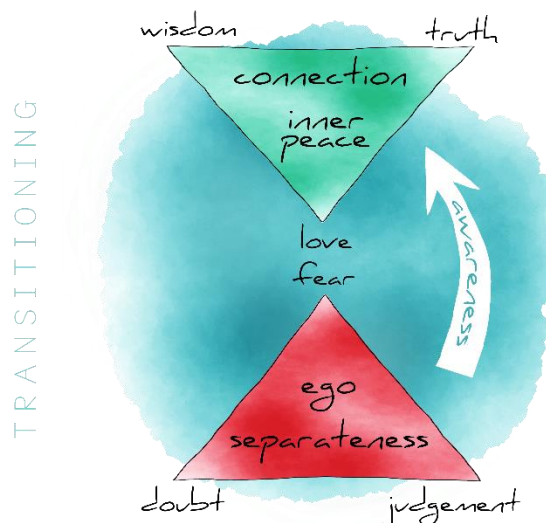 wisdom truth
connection
inner
peace
love
fear
awareness
ego
separateness
doubt judgement
TRANSITIONING